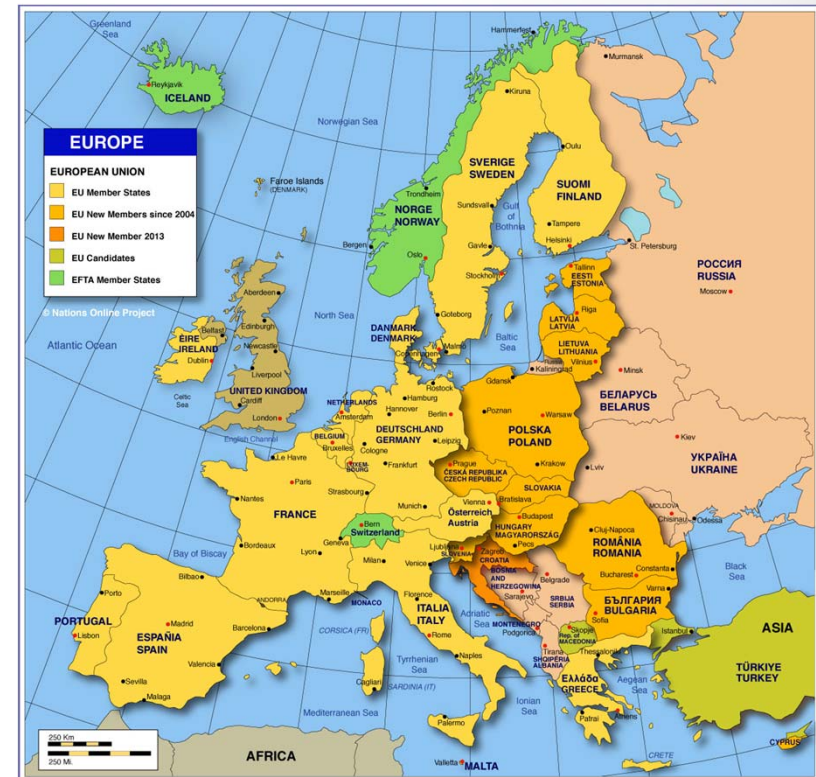 Greenland
Sea
Hammerfest
Murmansk
Reykjavik
ICELAND
Kiruna
Norwegian Sea
EUROPE
EUROPEAN UNION
EU Member States
EU New Members since 2004
EU New Member 2013
EU Candidates
EFTA Member States
© Nations Online Project
Faroe Islands
(DENMARK)
Oulu
SVERIGE
SWEDEN
SUOMI
FINLAND
Trondheim
NORGE
NORWAY
Sundsvall
Gulf
of
Bothnia
Tampere
Bergen
Oslo
Gavle
Helsinki
St. Petersburg
Stockholm
Tallinn
EESTI
ESTONIA
РОССИЯ
RUSSIA
Moscow
Aberdeen
North Sea
Goteborg
Riga
LATVIJA
LATVIA
Atlantic Ocean
Edinburgh
DANMARK
DENMARK
Baltic
Sea
LIETUVA
LITHUANIA
Vilnius
ÉIRE
IRELAND
Belfast
Newcastle
Copenhagen
Malmö
Russia
Kaliningrad
Minsk
Dublin
Liverpool
Gdansk
БЕЛАРУСЬ
BELARUS
Celtic
Sea
UNITED KINGDOM
Cardiff
London
NETHERLANDS
Amsterdam
Rostock
Hamburg
Hannover
Berlin
Poznan
Warsaw
POLSKA
POLAND
English Channel
BELGIUM
Bruxelles
DEUTSCHLAND
GERMANY
Cologne
Leipzig
Kiev
УКРАЇНА
UKRAINE
Le Havre
LUXEM-
BOURG
Frankfurt
Prague
ČESKÁ REPUBLIKA
CZECH REPUBLIC
Krakow
Lviv
Paris
Strasbourg
SLOVAKIA
Nantes
FRANCE
Munich
Vienna
Bratislava
Österreich
Austria
Budapest
HUNGARY
MAGYARORSZÁG
MOLDOVA
Chisinau
Odessa
Bern
Switzerland
Geneva
Cluj-Napoca
ROMÂNIA
ROMANIA
Bay of Biscay
Bordeaux
Lyon
Milan
Venice
Ljubljana
SLOVENIA
Zagreb
CROATIA
Pecs
BOSNIA
AND
HERZEGOVINA
Sarajevo
Belgrade
SRBIJA
SERBIA
Bucharest
Constanta
Black
Sea
Bilbao
Marseille
MONACO
Florence
ANDORRA
Varna
БЪЛГАРИЯ
BULGARIA
Sofia
Porto
PORTUGAL
Lisbon
Madrid
ESPAÑA
SPAIN
Barcelona
CORSICA (FR)
ITALIA
ITALY
Rome
Adriatic
Sea
MONTENEGRO
Podgorica
Skopje
Rep. of
MACEDONIA
Istanbul
ASIA
Valencia
Tyrrhenian
Sea
Naples
Tirana
SHQIPËRIA
ALBANIA
Thessaloniki
TÜRKIYE
TURKEY
Sevilla
Malaga
Cagliari
SARDINIA (IT)
Ελλάδα
GREECE
Aegean
Sea
Mediterranean Sea
Palermo
Ionian
Sea
Patrai
Athens
250 Km
250 Mi.
AFRICA
Valletta
MALTA
CRETE
CYPRUS